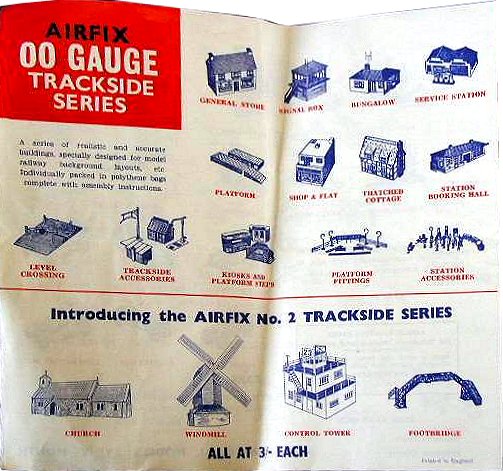 AIRFIX
OO GAUGE
TRACKSIDE
SERIES
A series of realistic and accurate
buildings, specially designed for model
railway background layouts, etc
Individually packed in polythene bags
complete with assembly instructions.
GENERAL STORE
SIGNAL BOX
BUNGALOW
SERVICE STATION
PLATFORM
SHOP & FLAT
THATCHED
COTTAGE
STATION
BOOKING HALL
LEVEL
CROSSING
TRACKSIDE
ACCESSORIES
KIOSKS AND
PLATFORM STEPS
PLATFORM
FITTINGS
STATION
ACCESSORIES
Introducing the AIRFIX No. 2 TRACKSIDE SERIES
CHURCH
WINDMILL
CONTROL TOWER
FOOTBRIDGE
ALL AT 3/- EACH
Printed in England